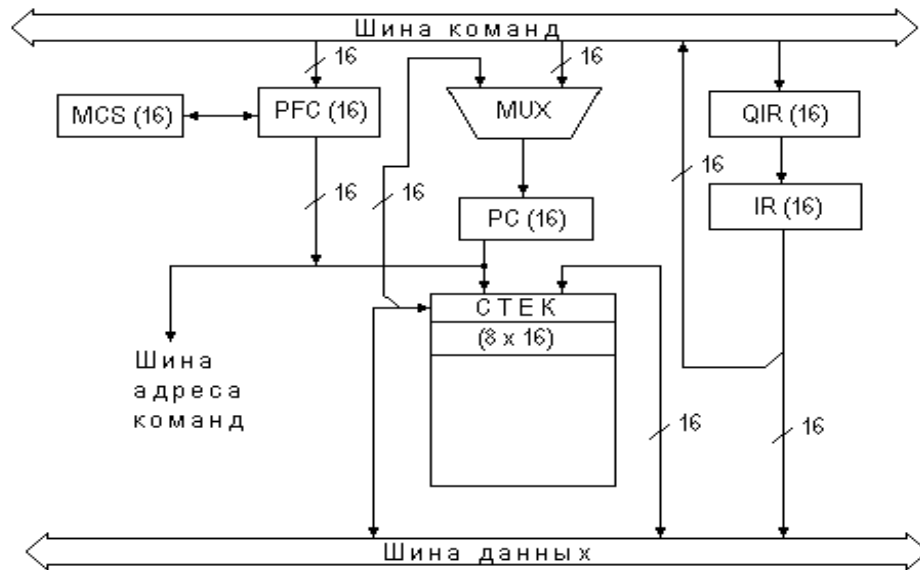 Шина команд
16
16
MCS (16)
PFC (16)
MUX
QIR (16)
16
16
16
PC (16)
IR (16)
СТЕК
(8 x 16)
Шина
адреса
команд
16
16
Шина данных